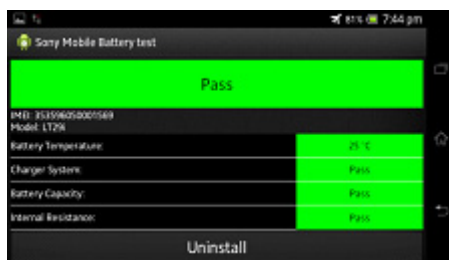 81% 7:44 pm
Sony Mobile Battery test
Pass
IMEI: 353596050001569
Model: LT29i
Battery Temperature: 25 °C
Charger System: Pass
Battery Capacity: Pass
Internal Resistance: Pass
Uninstall